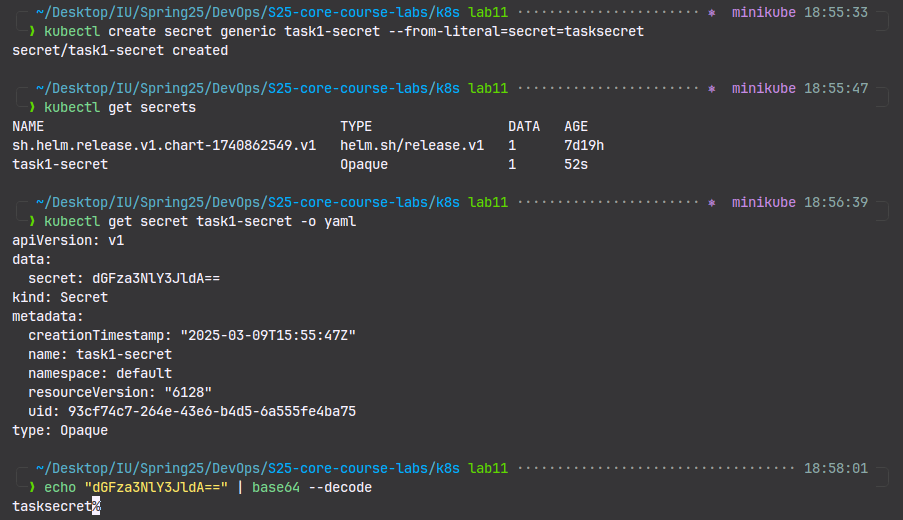 ~/Desktop/IU/Spring25/DevOps/S25-core-course-labs/k8s lab11 ······················· ⎈ minikube 18:55:33
❯ kubectl create secret generic task1-secret --from-literal=secret=tasksecret
secret/task1-secret created
~/Desktop/IU/Spring25/DevOps/S25-core-course-labs/k8s lab11 ······················· ⎈ minikube 18:55:47
❯ kubectl get secrets
NAME TYPE DATA AGE
sh.helm.release.v1.chart-1740862549.v1 helm.sh/release.v1 1 7d19h
task1-secret Opaque 1 52s
~/Desktop/IU/Spring25/DevOps/S25-core-course-labs/k8s lab11 ······················· ⎈ minikube 18:56:39
❯ kubectl get secret task1-secret -o yaml
apiVersion: v1
data:
  secret: dGFza3NlY3JldA==
kind: Secret
metadata:
  creationTimestamp: "2025-03-09T15:55:47Z"
  name: task1-secret
  namespace: default
  resourceVersion: "6128"
  uid: 93cf74c7-264e-43e6-b4d5-6a555fe4ba75
type: Opaque
~/Desktop/IU/Spring25/DevOps/S25-core-course-labs/k8s lab11 ··································· 18:58:01
❯ echo "dGFza3NlY3JldA==" | base64 --decode
tasksecret%